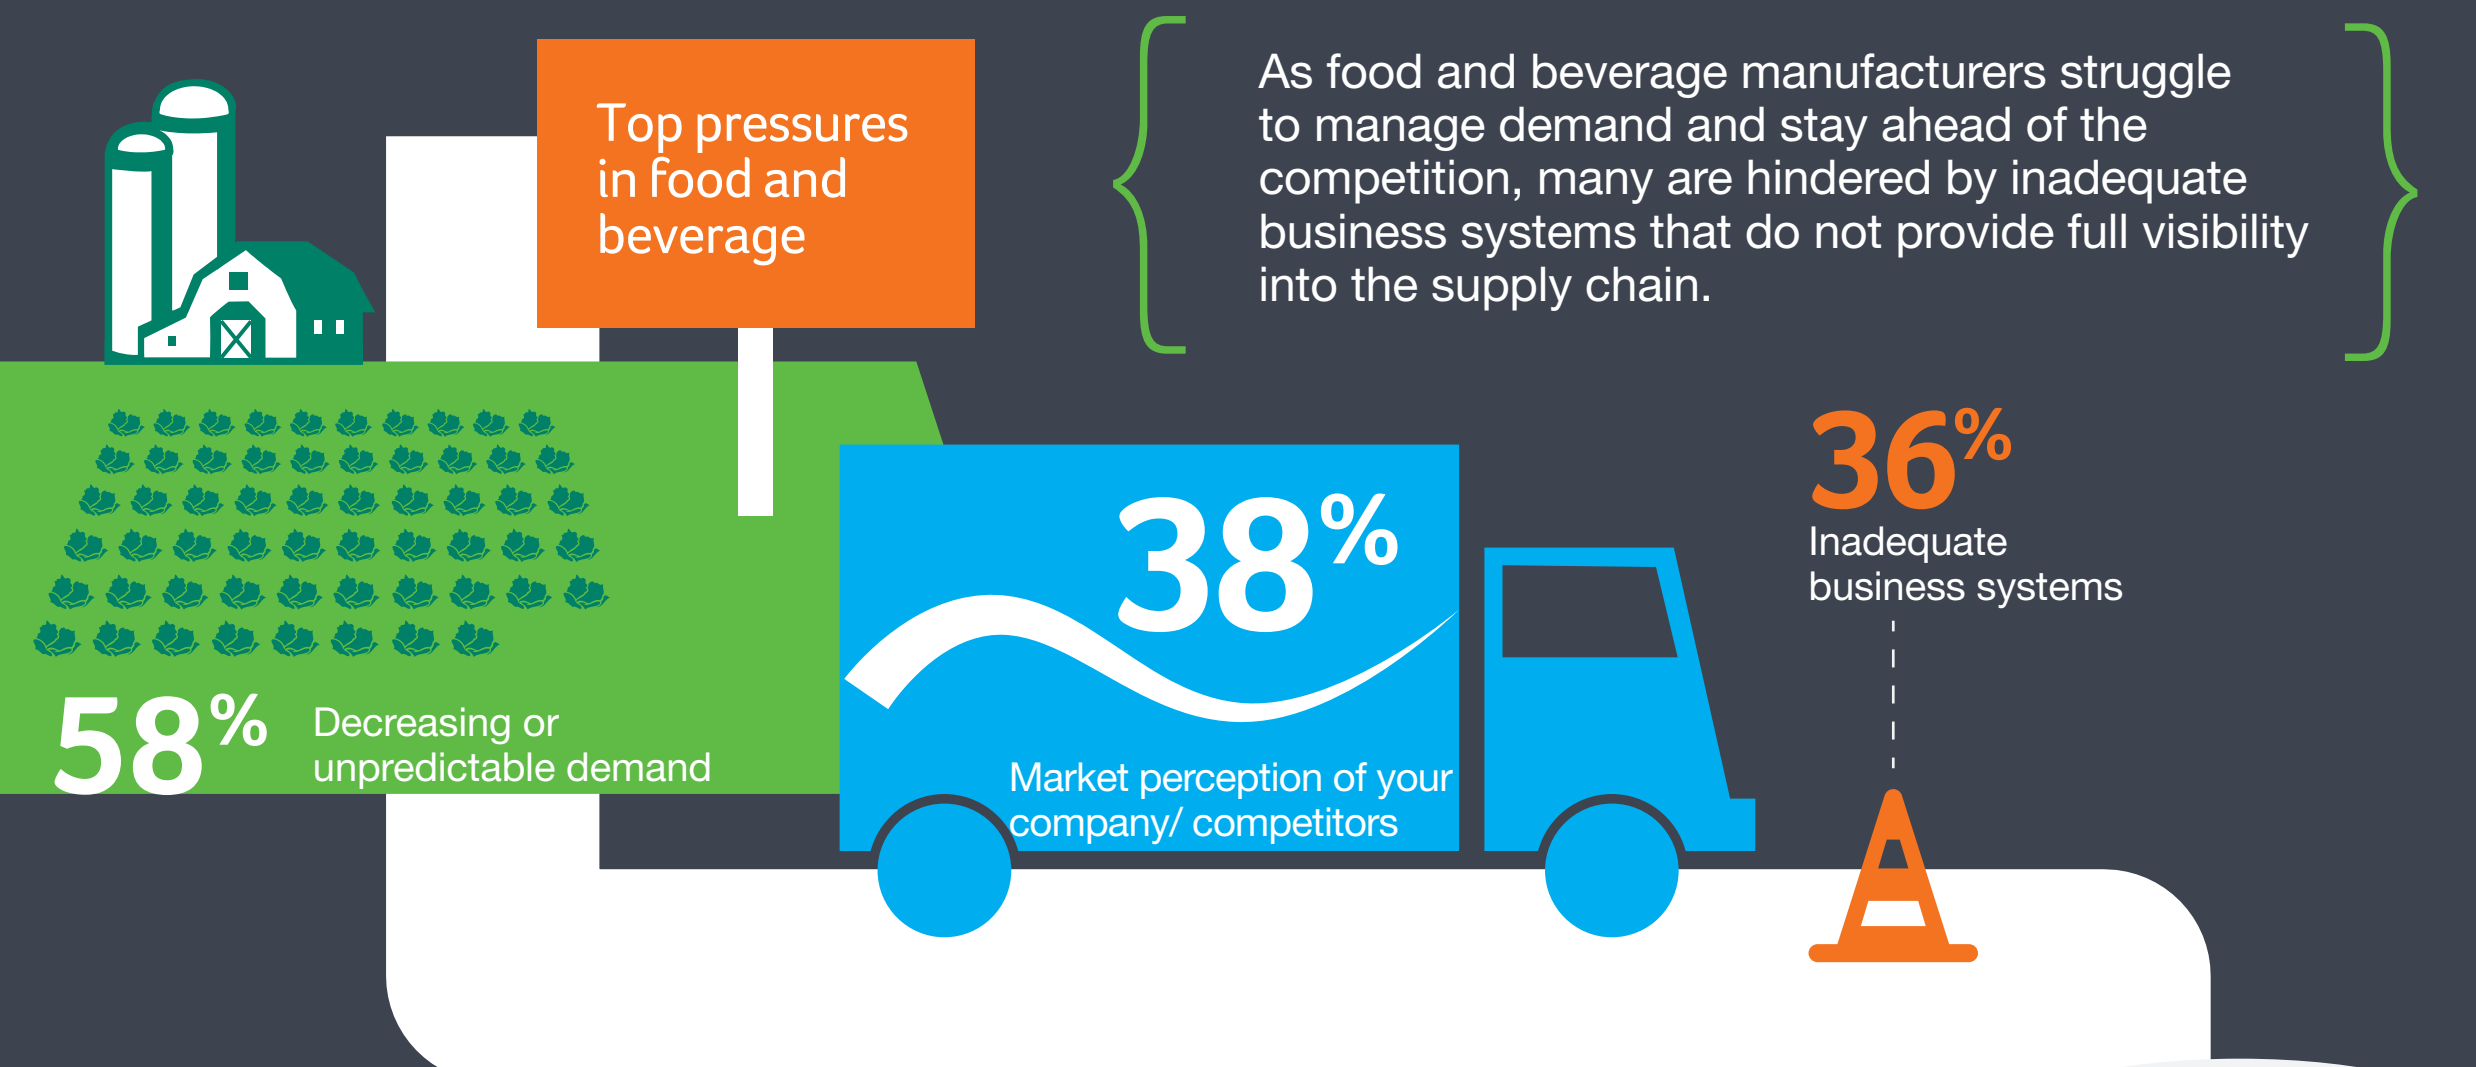 Top pressures
in food and
beverage
As food and beverage manufacturers struggle
to manage demand and stay ahead of the
competition, many are hindered by inadequate
business systems that do not provide full visibility
into the supply chain.
58%
Decreasing or
unpredictable demand
38%
Market perception of your
company/ competitors
36%
Inadequate
business systems